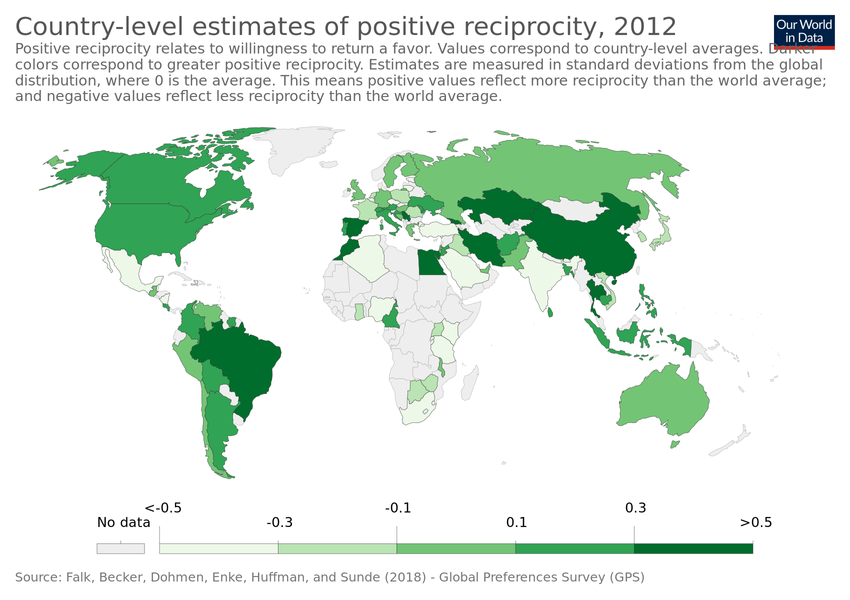 Country-level estimates of positive reciprocity, 2012
Our World
in Data
Positive reciprocity relates to willingness to return a favor. Values correspond to country-level averages. Darker
colors correspond to greater positive reciprocity. Estimates are measured in standard deviations from the global
distribution, where 0 is the average. This means positive values reflect more reciprocity than the world average;
and negative values reflect less reciprocity than the world average.
<-0.5
-0.1
0.3
No data
-0.3
0.1
>0.5
Source: Falk, Becker, Dohmen, Enke, Huffman, and Sunde (2018) - Global Preferences Survey (GPS)